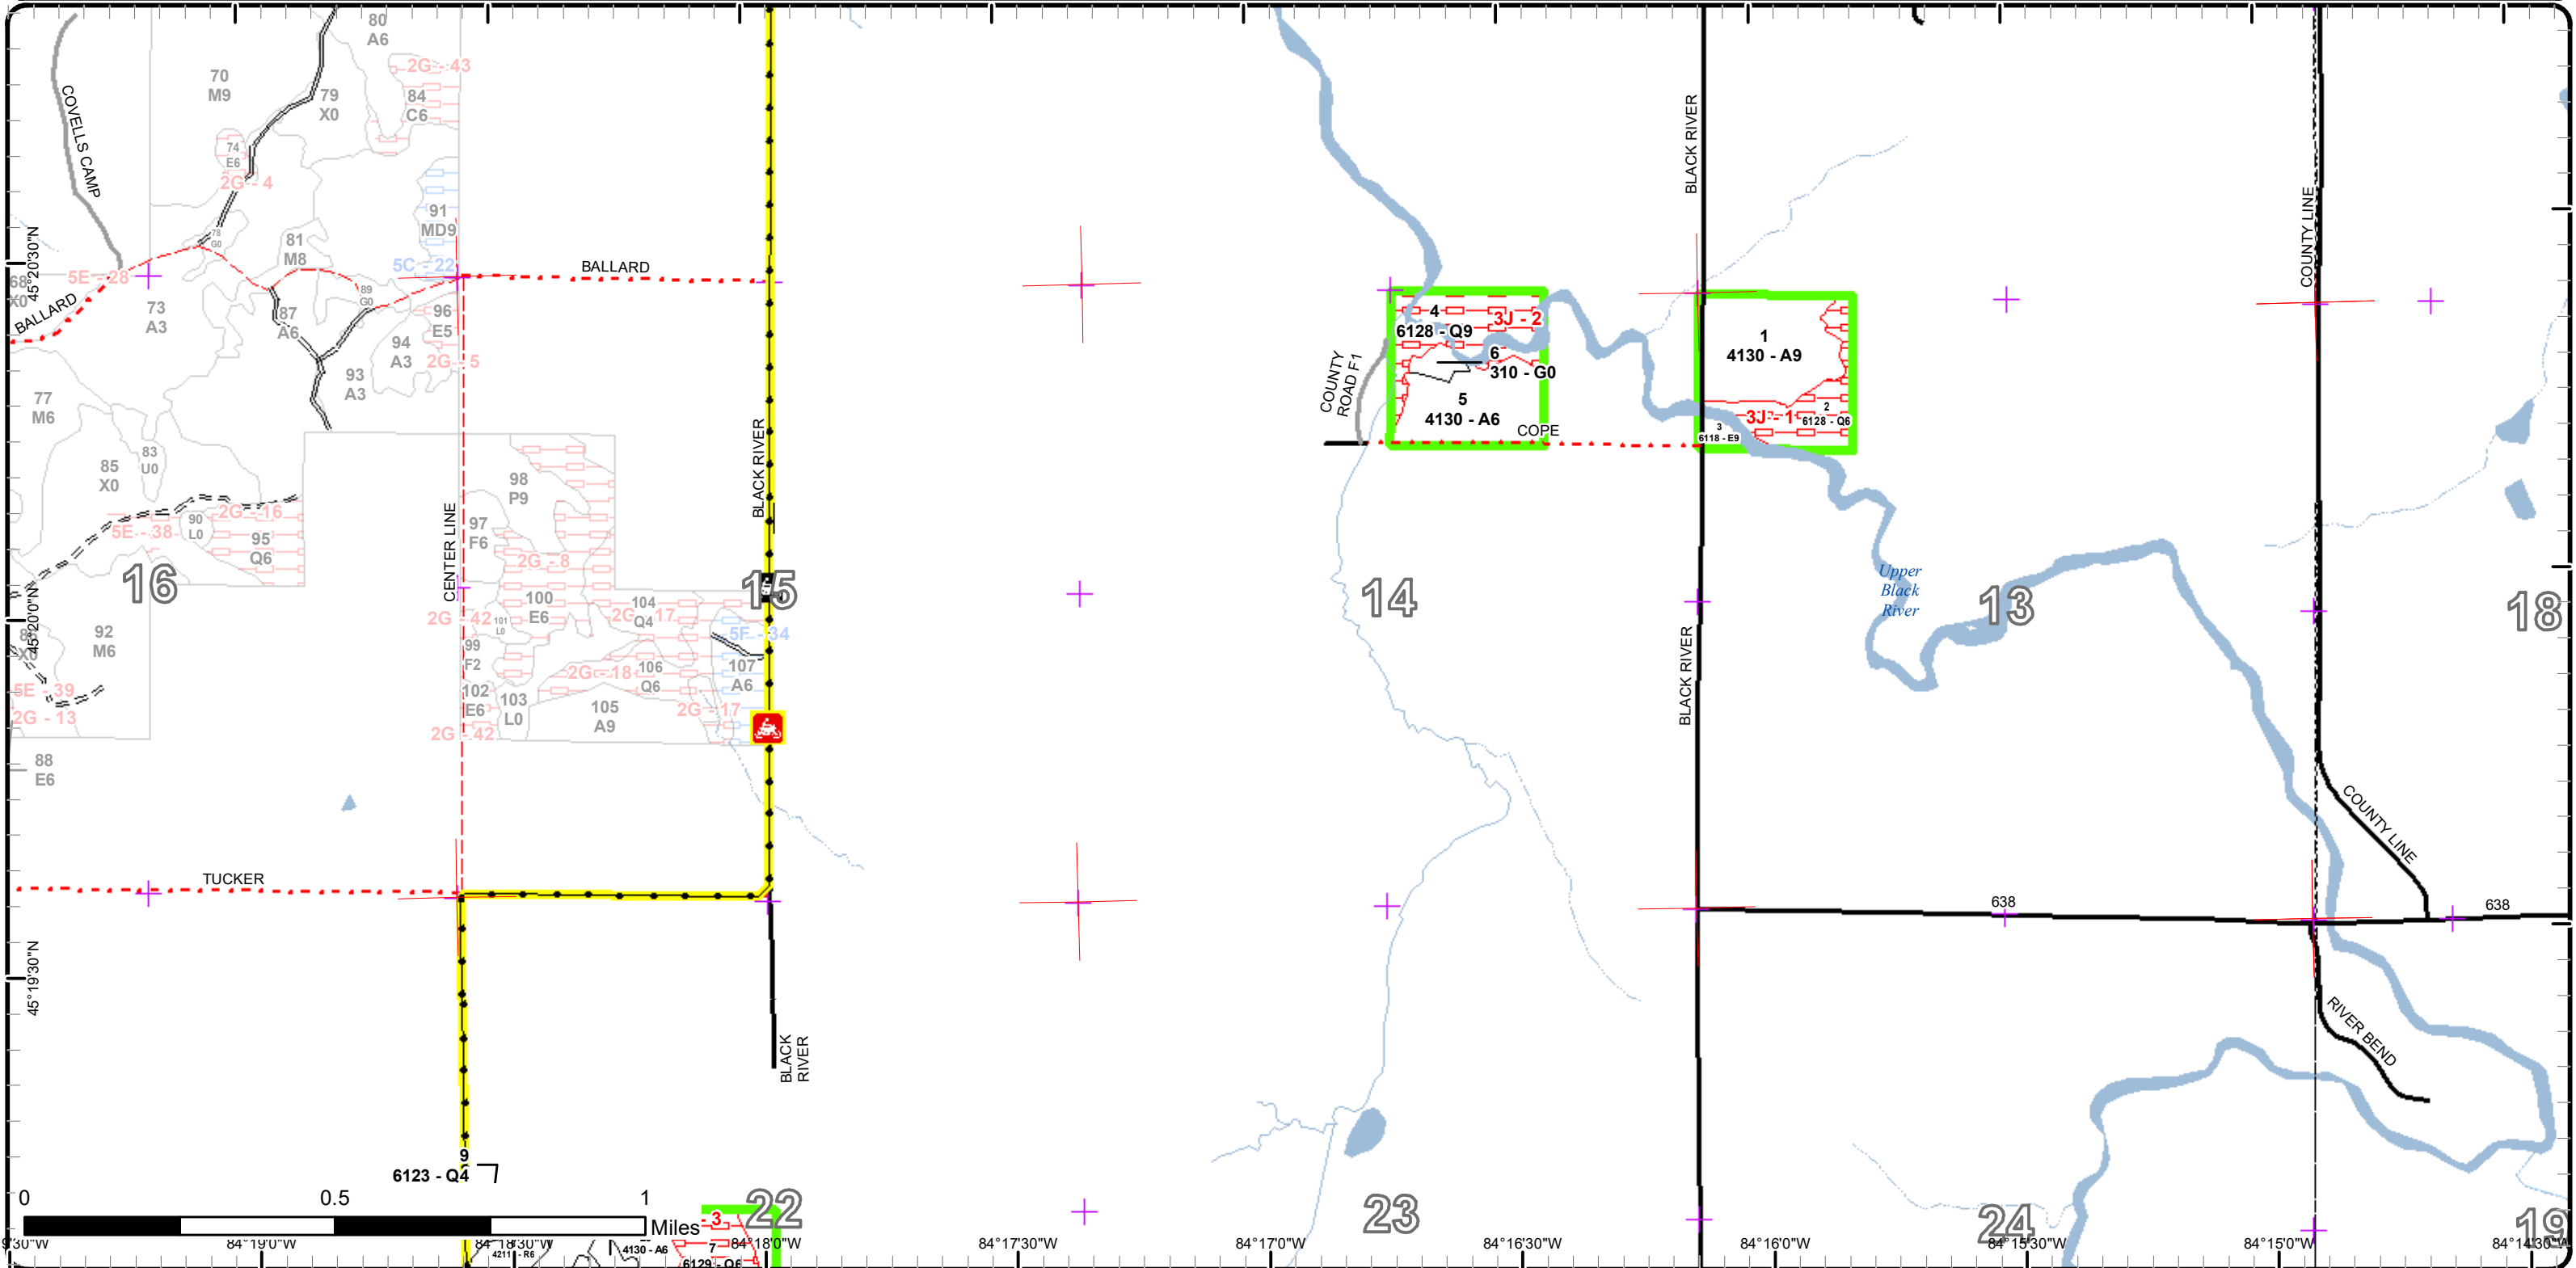 80
A6
2G - 43
70
M9
79
X0
84
C6
COVELLS CAMP
74
E6
2G - 4
BLACK RIVER
91
MD9
78
G0
81
M8
COUNTY LINE
45°20'30"N
5C - 22
BALLARD
5E - 28
68
X0
89
G0
BALLARD
73
A3
87
A6
96
E5
94
A3
2G - 5
93
A3
77
M6
4
6128 - Q9
3J - 2
6
310 - G0
5
4130 - A6
COUNTY
ROAD F1
COPE
1
4130 - A9
3J - 1
2
6128 - Q6
3
6118 - E9
BLACK RIVER
85
X0
83
U0
98
P9
2G - 16
90
L0
5E - 38
95
Q6
97
F6
CENTER LINE
2G - 8
16
15
14
13
18
Upper
Black
River
45°20'0"N
100
E6
104
Q4
2G - 17
2G - 42
101
L0
5F - 34
92
M6
99
F2
2G - 18
106
Q6
107
A6
BLACK RIVER
5E - 39
2G - 13
102
E6
103
L0
105
A9
2G - 17
2G - 42
88
E6
COUNTY LINE
TUCKER
638
638
45°19'30"N
BLACK
RIVER
RIVER BEND
9
6123 - Q4
0
0.5
1
Miles
22
23
24
19
3
7
6129 - Q6
4130 - A6
9'30"W
84°19'0"W
84°18'30"W
84°18'0"W
84°17'30"W
84°17'0"W
84°16'30"W
84°16'0"W
84°15'30"W
84°15'0"W
84°14'30"W